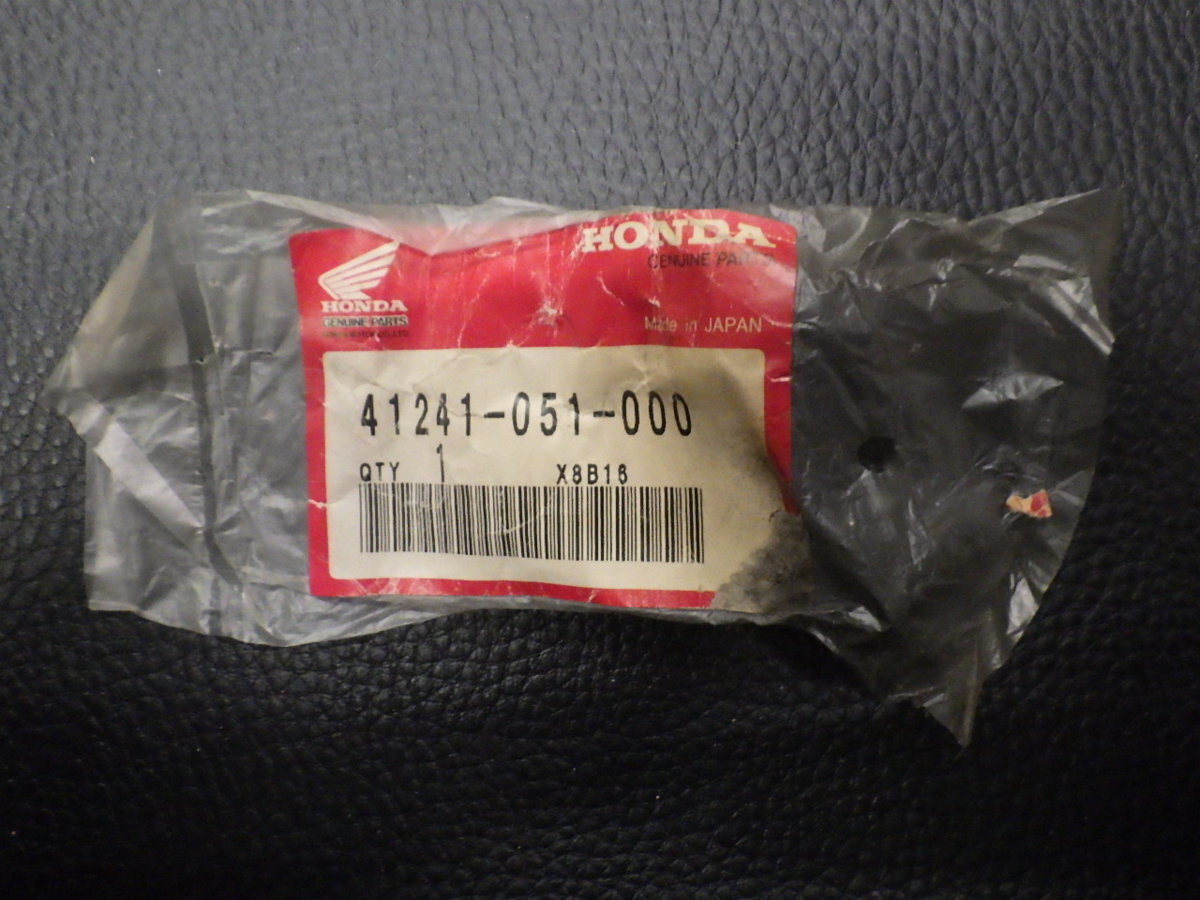 HONDA
GENUINE PARTS
HONDA
GENUINE PARTS
Made in JAPAN
41241-051-000
QTY 1 X8B16